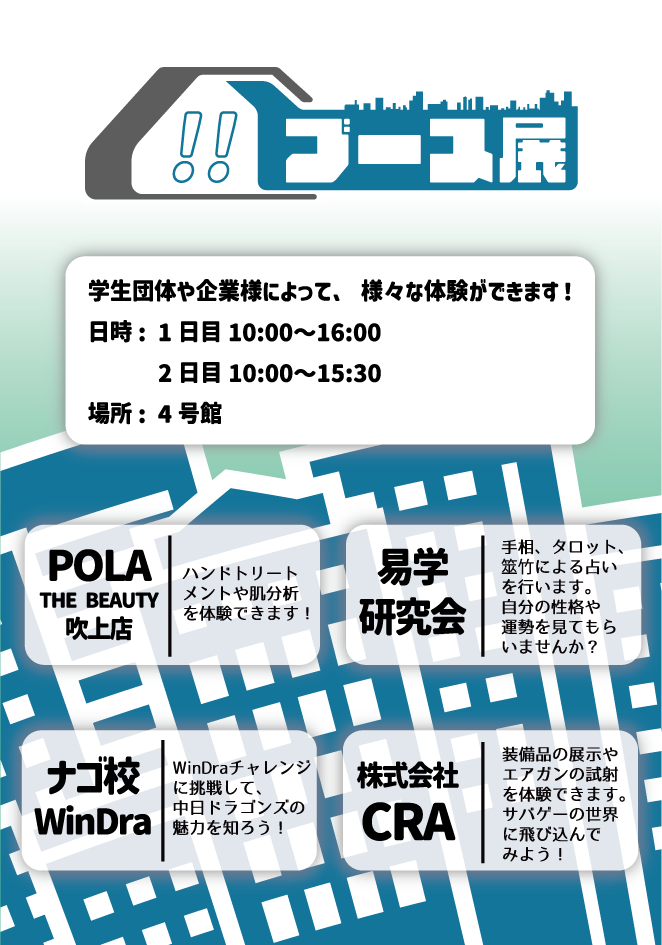 !! ブース展
学生団体や企業様によって、様々な体験ができます！
日時： 1 日目 10:00～16:00
2 日目 10:00～15:30
場所： 4 号館
POLA
THE BEAUTY
吹上店
ハンドトリート
メントや肌分析
を体験できます！
易学
研究会
手相、タロット、
筮竹による占い
を行います。
自分の性格や
運勢を見てもら
いませんか？
ナゴ校
WinDra
WinDraチャレンジ
に挑戦して、
中日ドラゴンズの
魅力を知ろう！
株式会社
CRA
装備品の展示や
エアガンの試射
を体験できます。
サバゲーの世界
に飛び込んで
みよう！